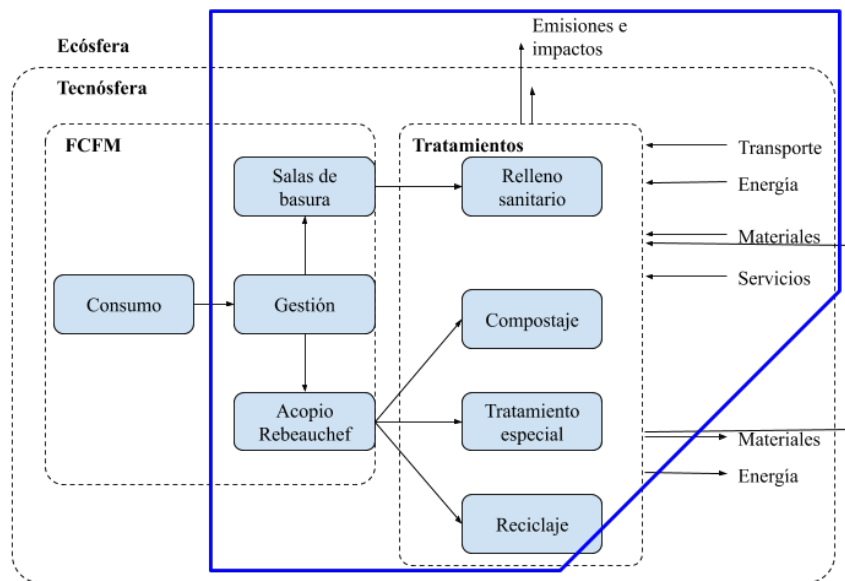 Emisiones e
impactos
Ecósfera
Tecnósfera
FCFM
Tratamientos
Salas de
basura
Relleno
sanitario
Transporte
Energía
Materiales
Servicios
Consumo
Gestión
Compostaje
Acopio
Rebeauchef
Tratamiento
especial
Materiales
Energía
Reciclaje